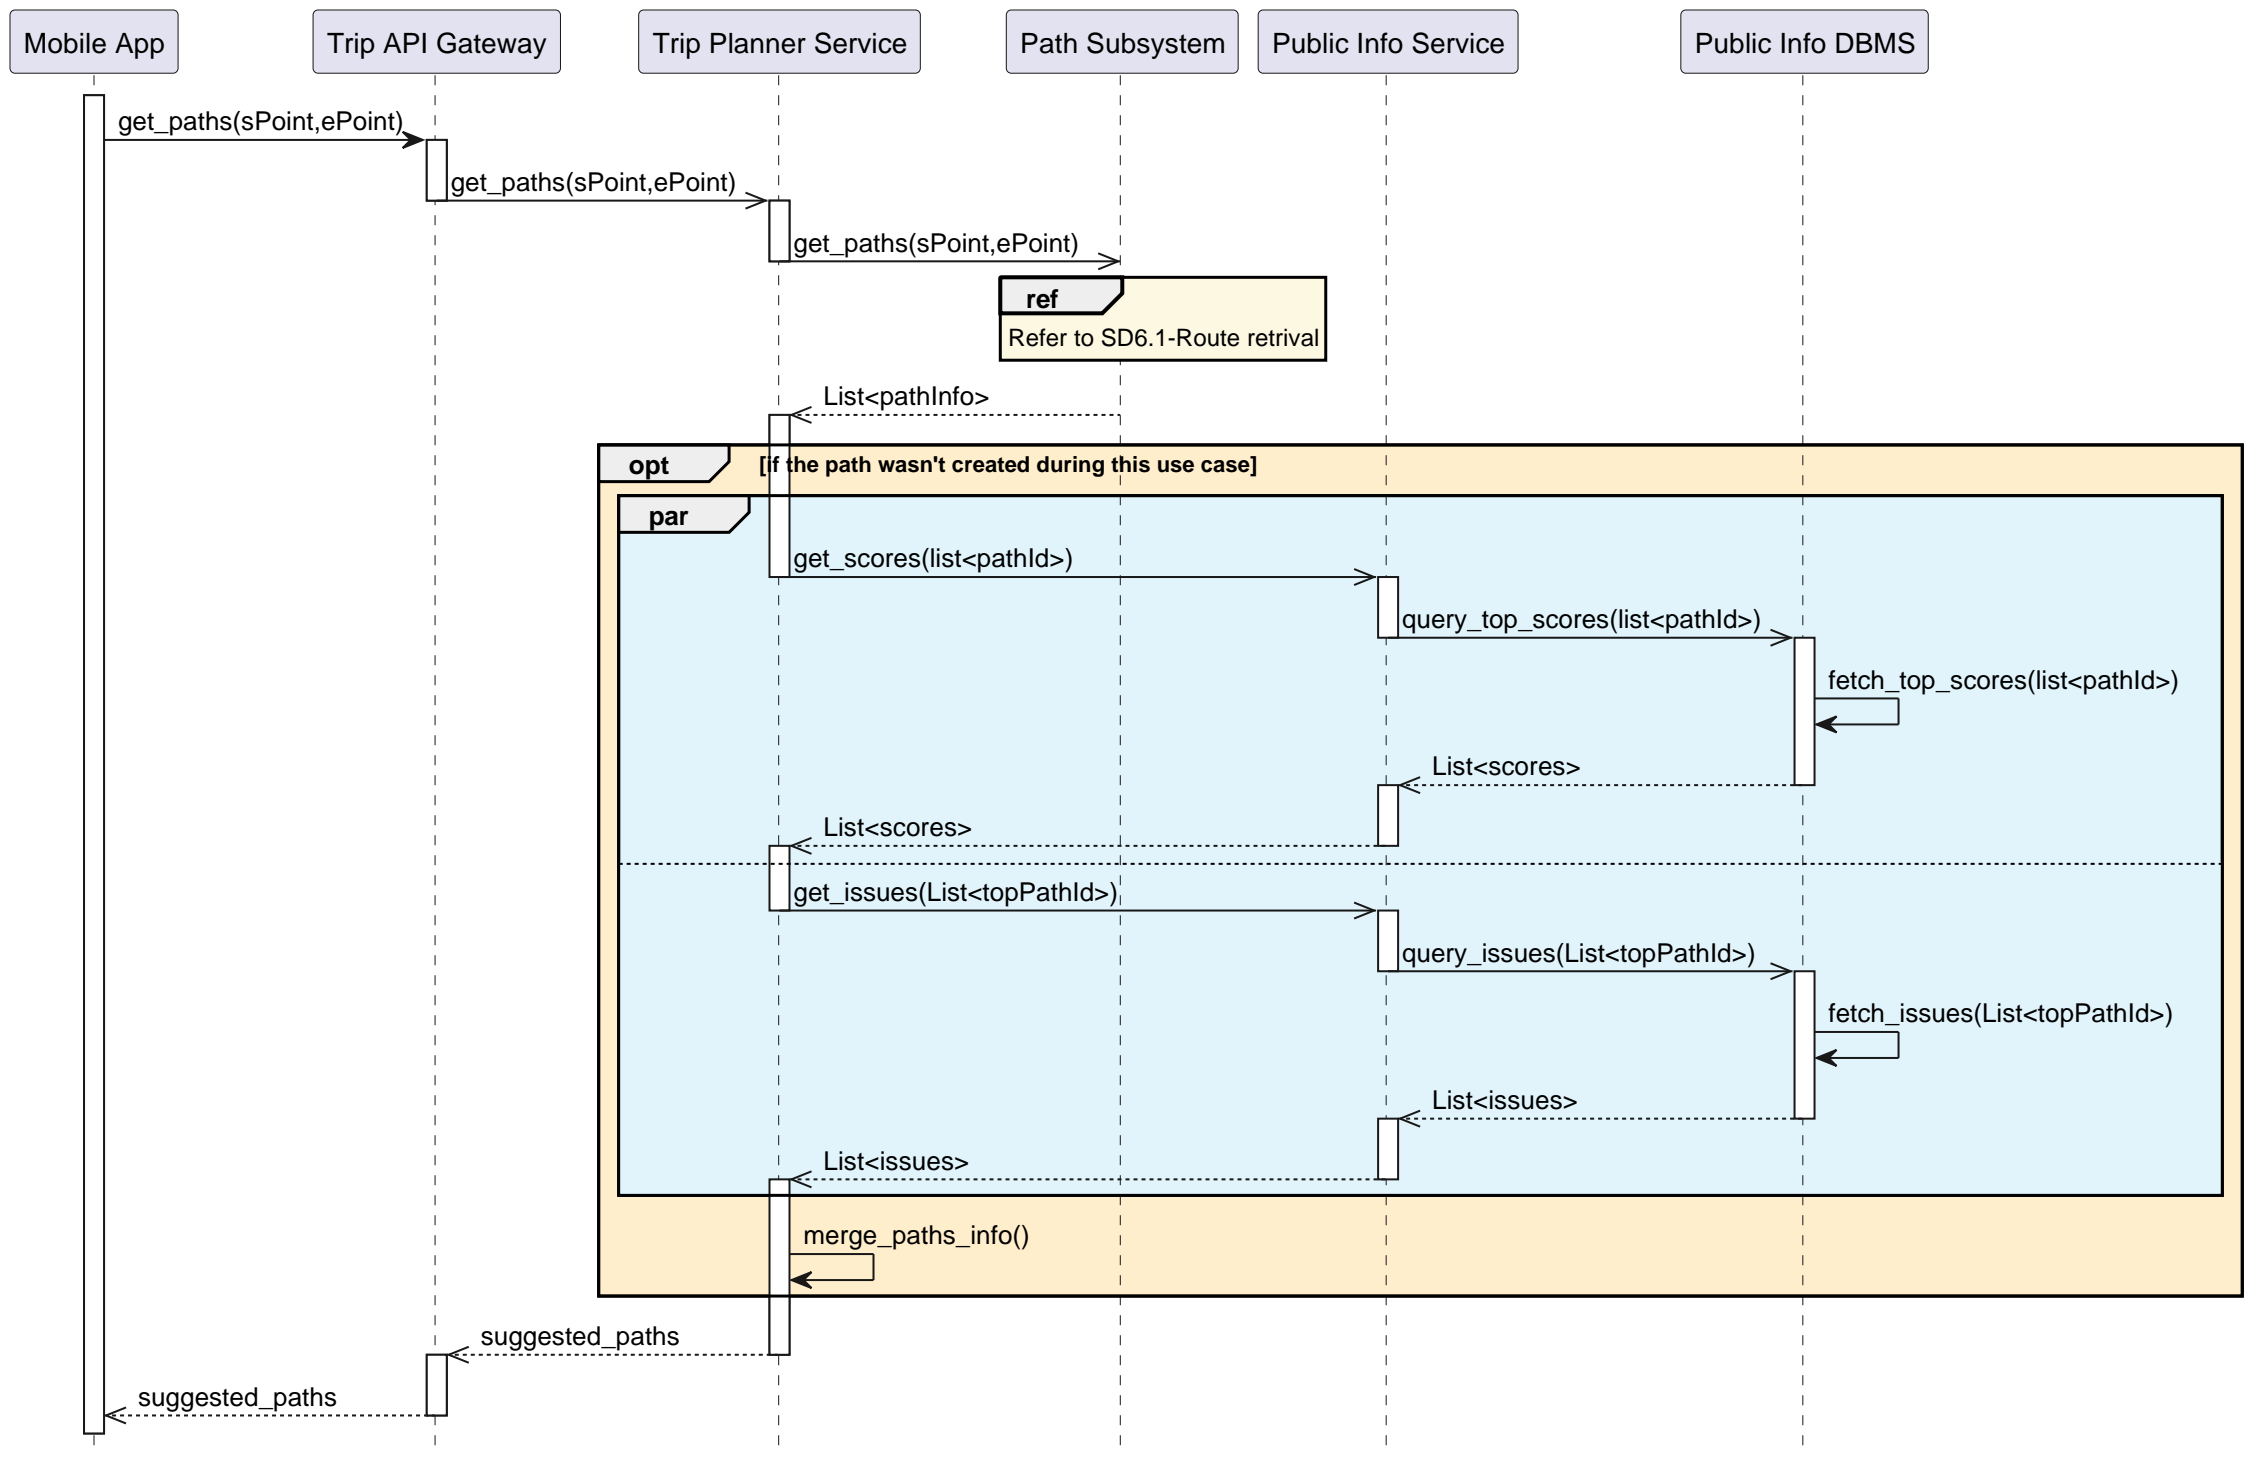 Mobile App
Trip API Gateway
Trip Planner Service
Path Subsystem
Public Info Service
Public Info DBMS
get_paths(sPoint,ePoint)
get_paths(sPoint,ePoint)
get_paths(sPoint,ePoint)
ref
Refer to SD6.1-Route retrival
List<pathInfo>
opt
[if the path wasn't created during this use case]
par
get_scores(list<pathId>)
query_top_scores(list<pathId>)
fetch_top_scores(list<pathId>)
List<scores>
List<scores>
get_issues(List<topPathId>)
query_issues(List<topPathId>)
fetch_issues(List<topPathId>)
List<issues>
List<issues>
merge_paths_info()
suggested_paths
suggested_paths